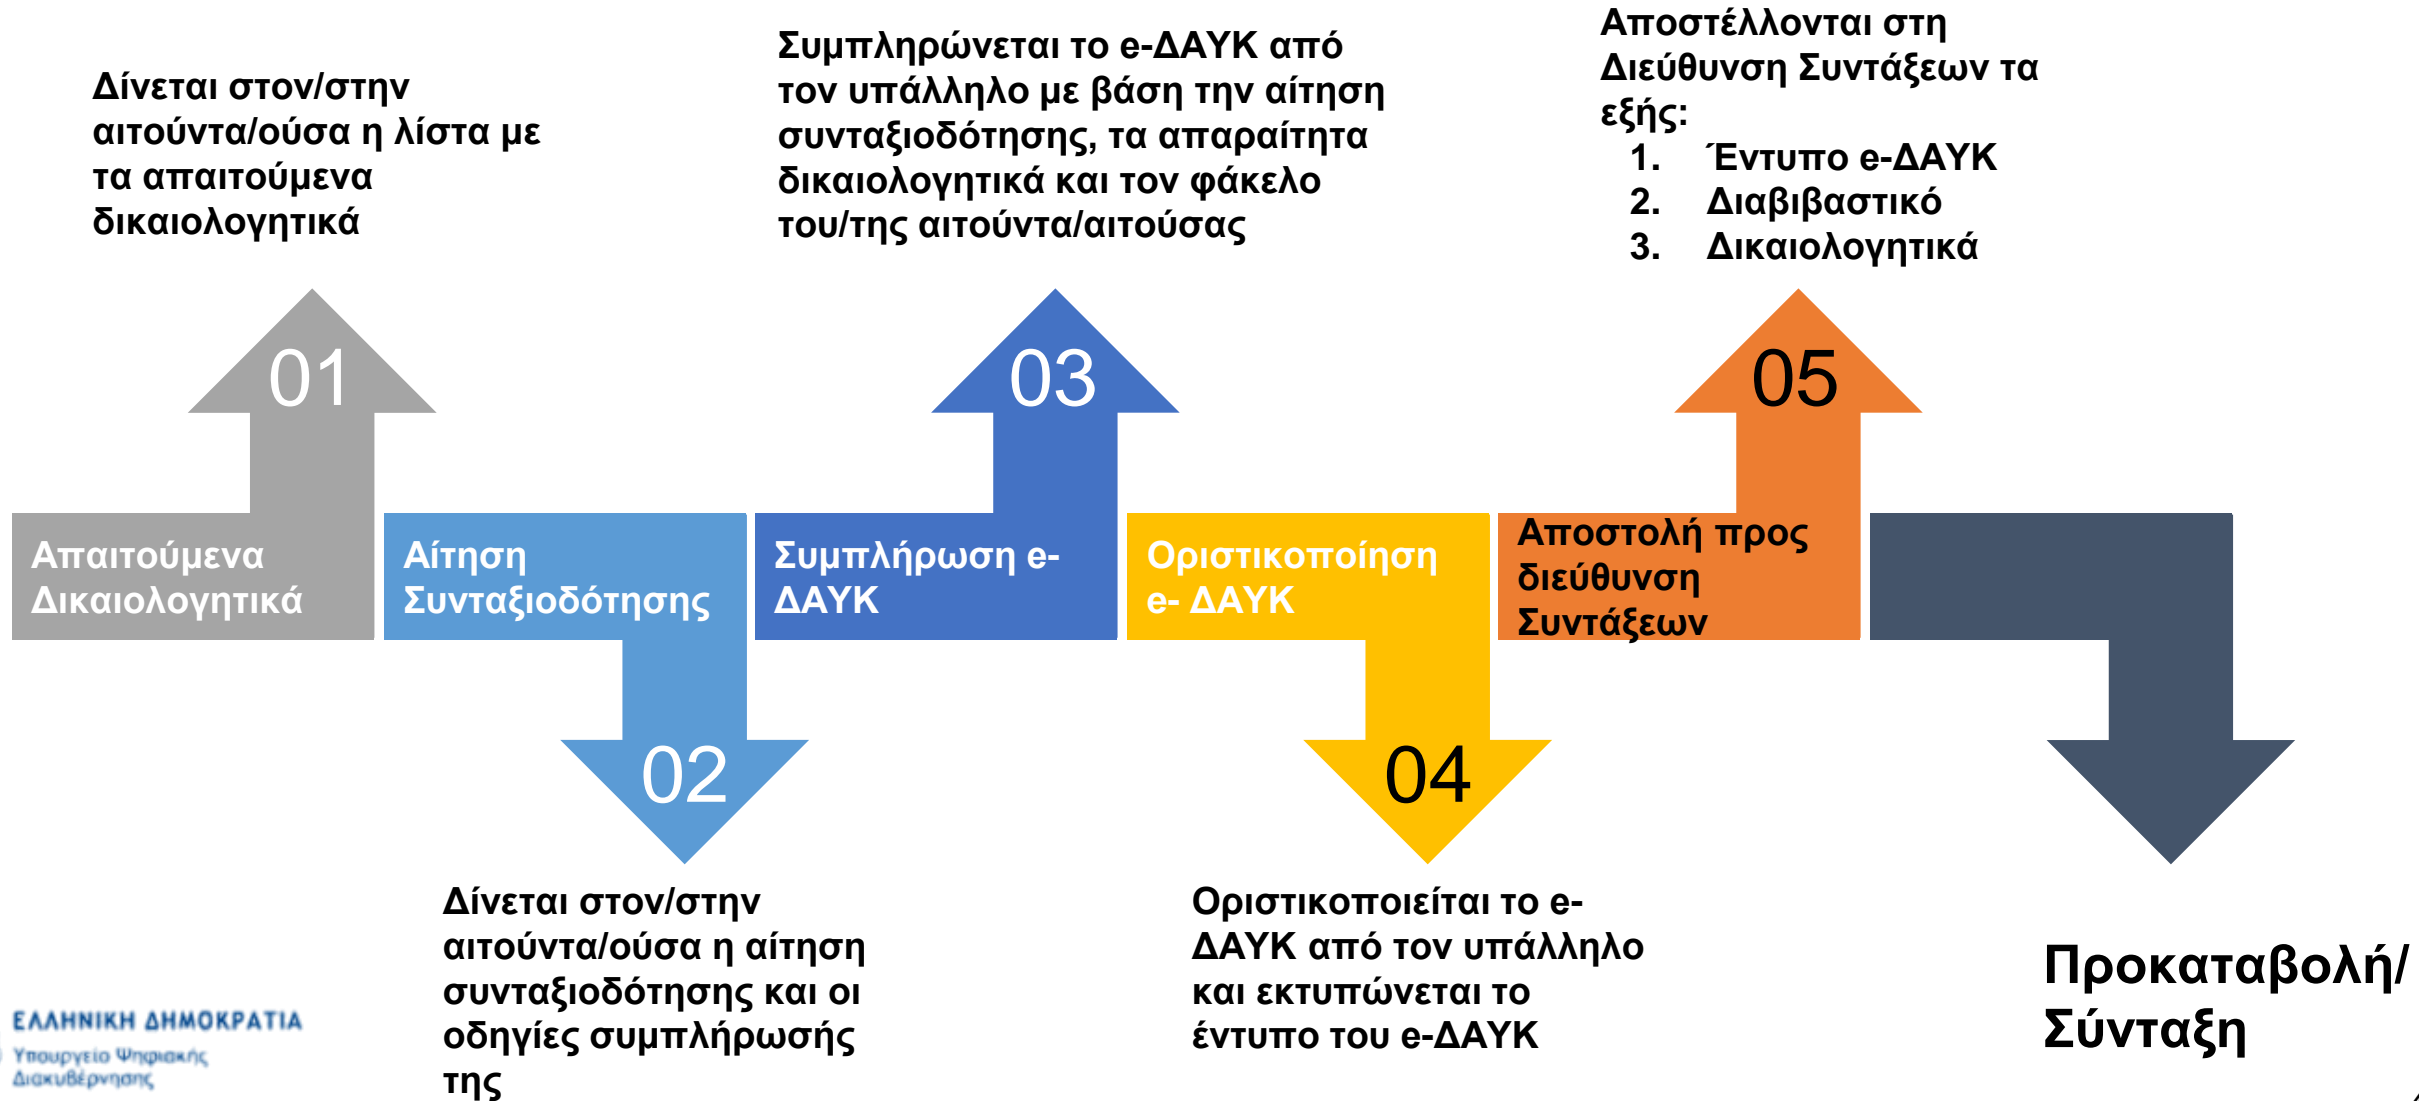 Δίνεται στον/στην
αιτούντα/ούσα η λίστα με
τα απαιτούμενα
δικαιολογητικά
Συμπληρώνεται το e-ΔΑΥΚ από
τον υπάλληλο με βάση την αίτηση
συνταξιοδότησης, τα απαραίτητα
δικαιολογητικά και τον φάκελο
του/της αιτούντα/αιτούσας
Αποστέλλονται στη
Διεύθυνση Συντάξεων τα
εξής:
1. Έντυπο e-ΔΑΥΚ
2. Διαβιβαστικό
3. Δικαιολογητικά
01
03
05
Απαιτούμενα
Δικαιολογητικά
Αίτηση
Συνταξιοδότησης
Συμπλήρωση e-
ΔΑΥΚ
Οριστικοποίηση
e- ΔΑΥΚ
Αποστολή προς
διεύθυνση
Συντάξεων
02
04
Δίνεται στον/στην
αιτούντα/ούσα η αίτηση
συνταξιοδότησης και οι
οδηγίες συμπλήρωσής
της
Οριστικοποιείται το e-
ΔΑΥΚ από τον υπάλληλο
και εκτυπώνεται το
έντυπο του e-ΔΑΥΚ
Προκαταβολή/
Σύνταξη
ΕΛΛΗΝΙΚΗ ΔΗΜΟΚΡΑΤΙΑ
Υπουργείο Ψηφιακής
Διακυβέρνησης